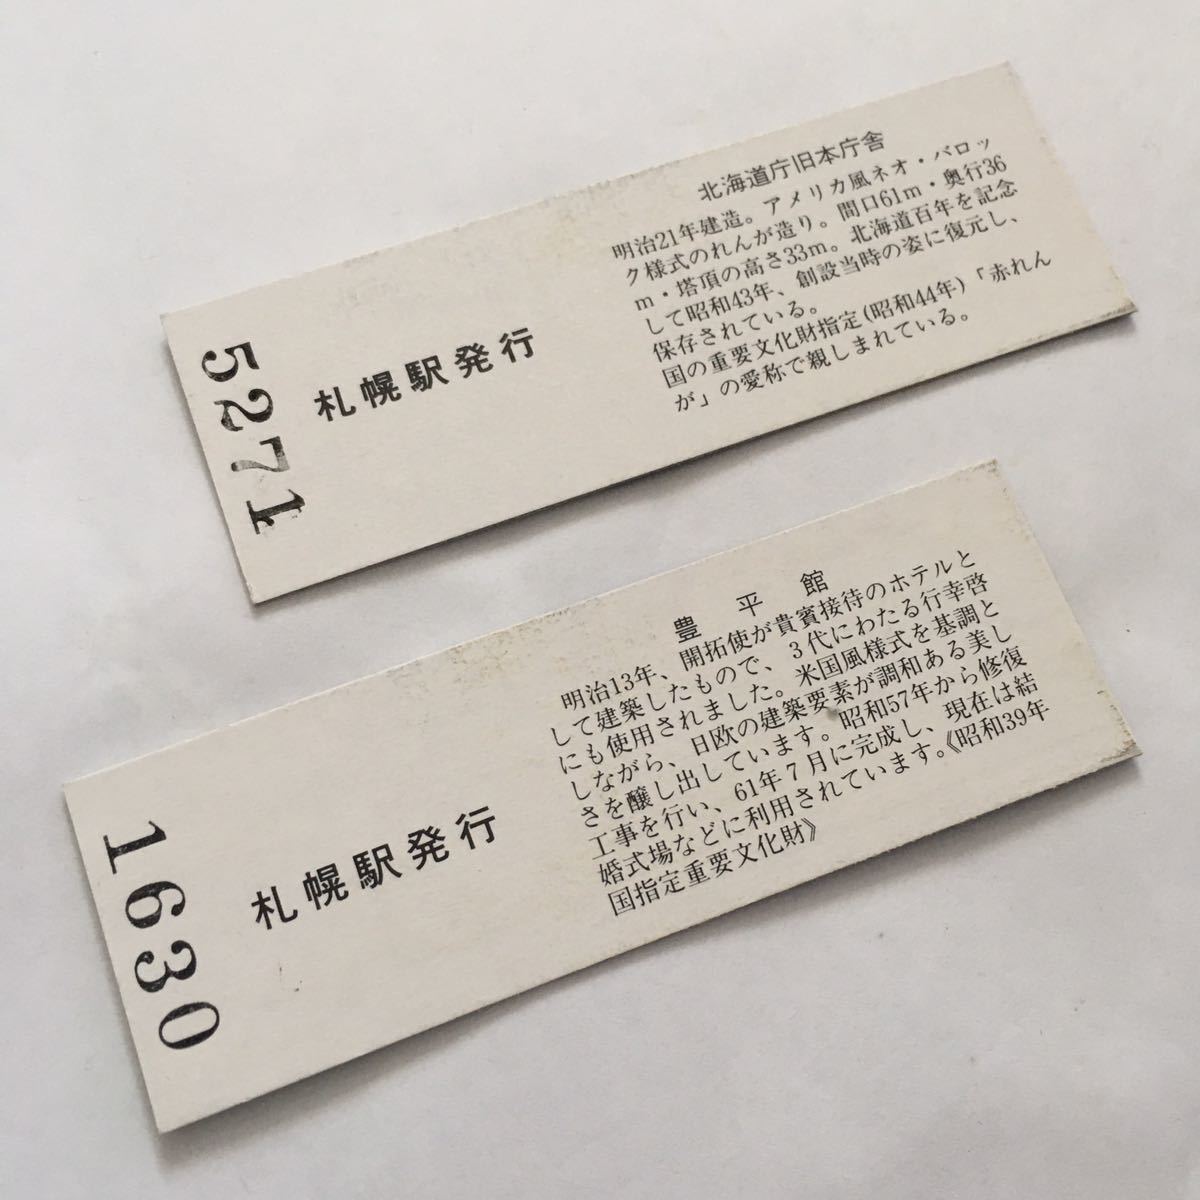 5271
札幌駅発行
北海道庁旧本庁舎
明治21年建造。アメリカ風ネオ・バロッ
ク様式のれんが造り。間口61m・奥行36
m・塔頂の高さ33m。北海道百年を記念
して昭和43年、創設当時の姿に復元し、
保存されている。
国の重要文化財指定(昭和44年)「赤れん
が」の愛称で親しまれている。
1630
札幌駅発行
豊平館
明治13年、開拓使が貴賓接待のホテルと
して建築したもので、3代にわたる行幸啓
にも使用されました。米国風様式を基調と
しながら、日欧の建築要素が調和ある美し
さを醸し出しています。昭和57年から修復
工事を行い、61年7月に完成し、現在は結
婚式場などに利用されています。《昭和39年
国指定重要文化財》